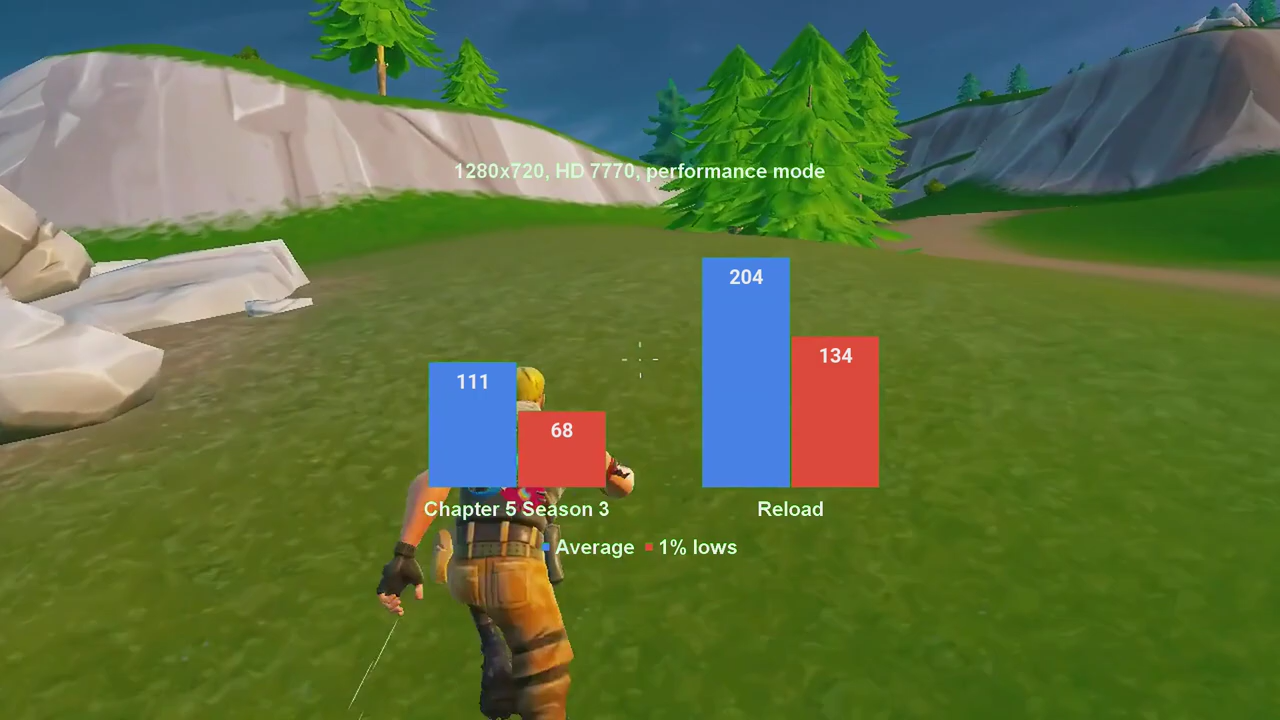 1280x720, HD 7770, performance mode
204
134
111
68
Chapter 5 Season 3
Reload
Average 1% lows